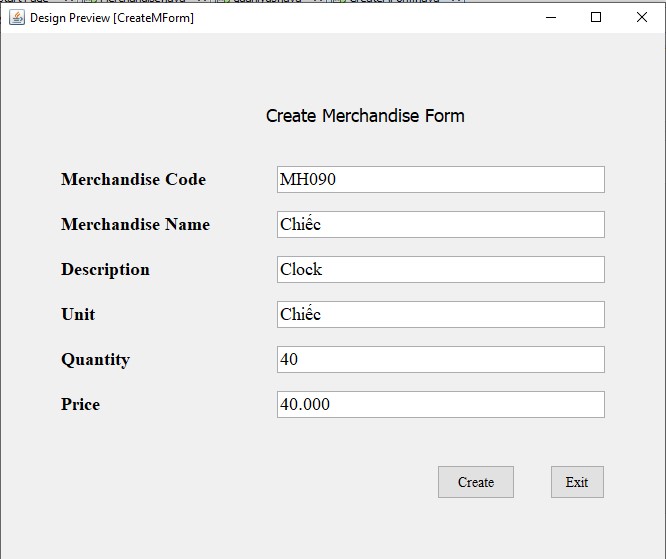 Design Preview [CreateMForm]
Create Merchandise Form
Merchandise Code MH090
Merchandise Name Chiếc
Description Clock
Unit Chiếc
Quantity 40
Price 40.000
Create Exit